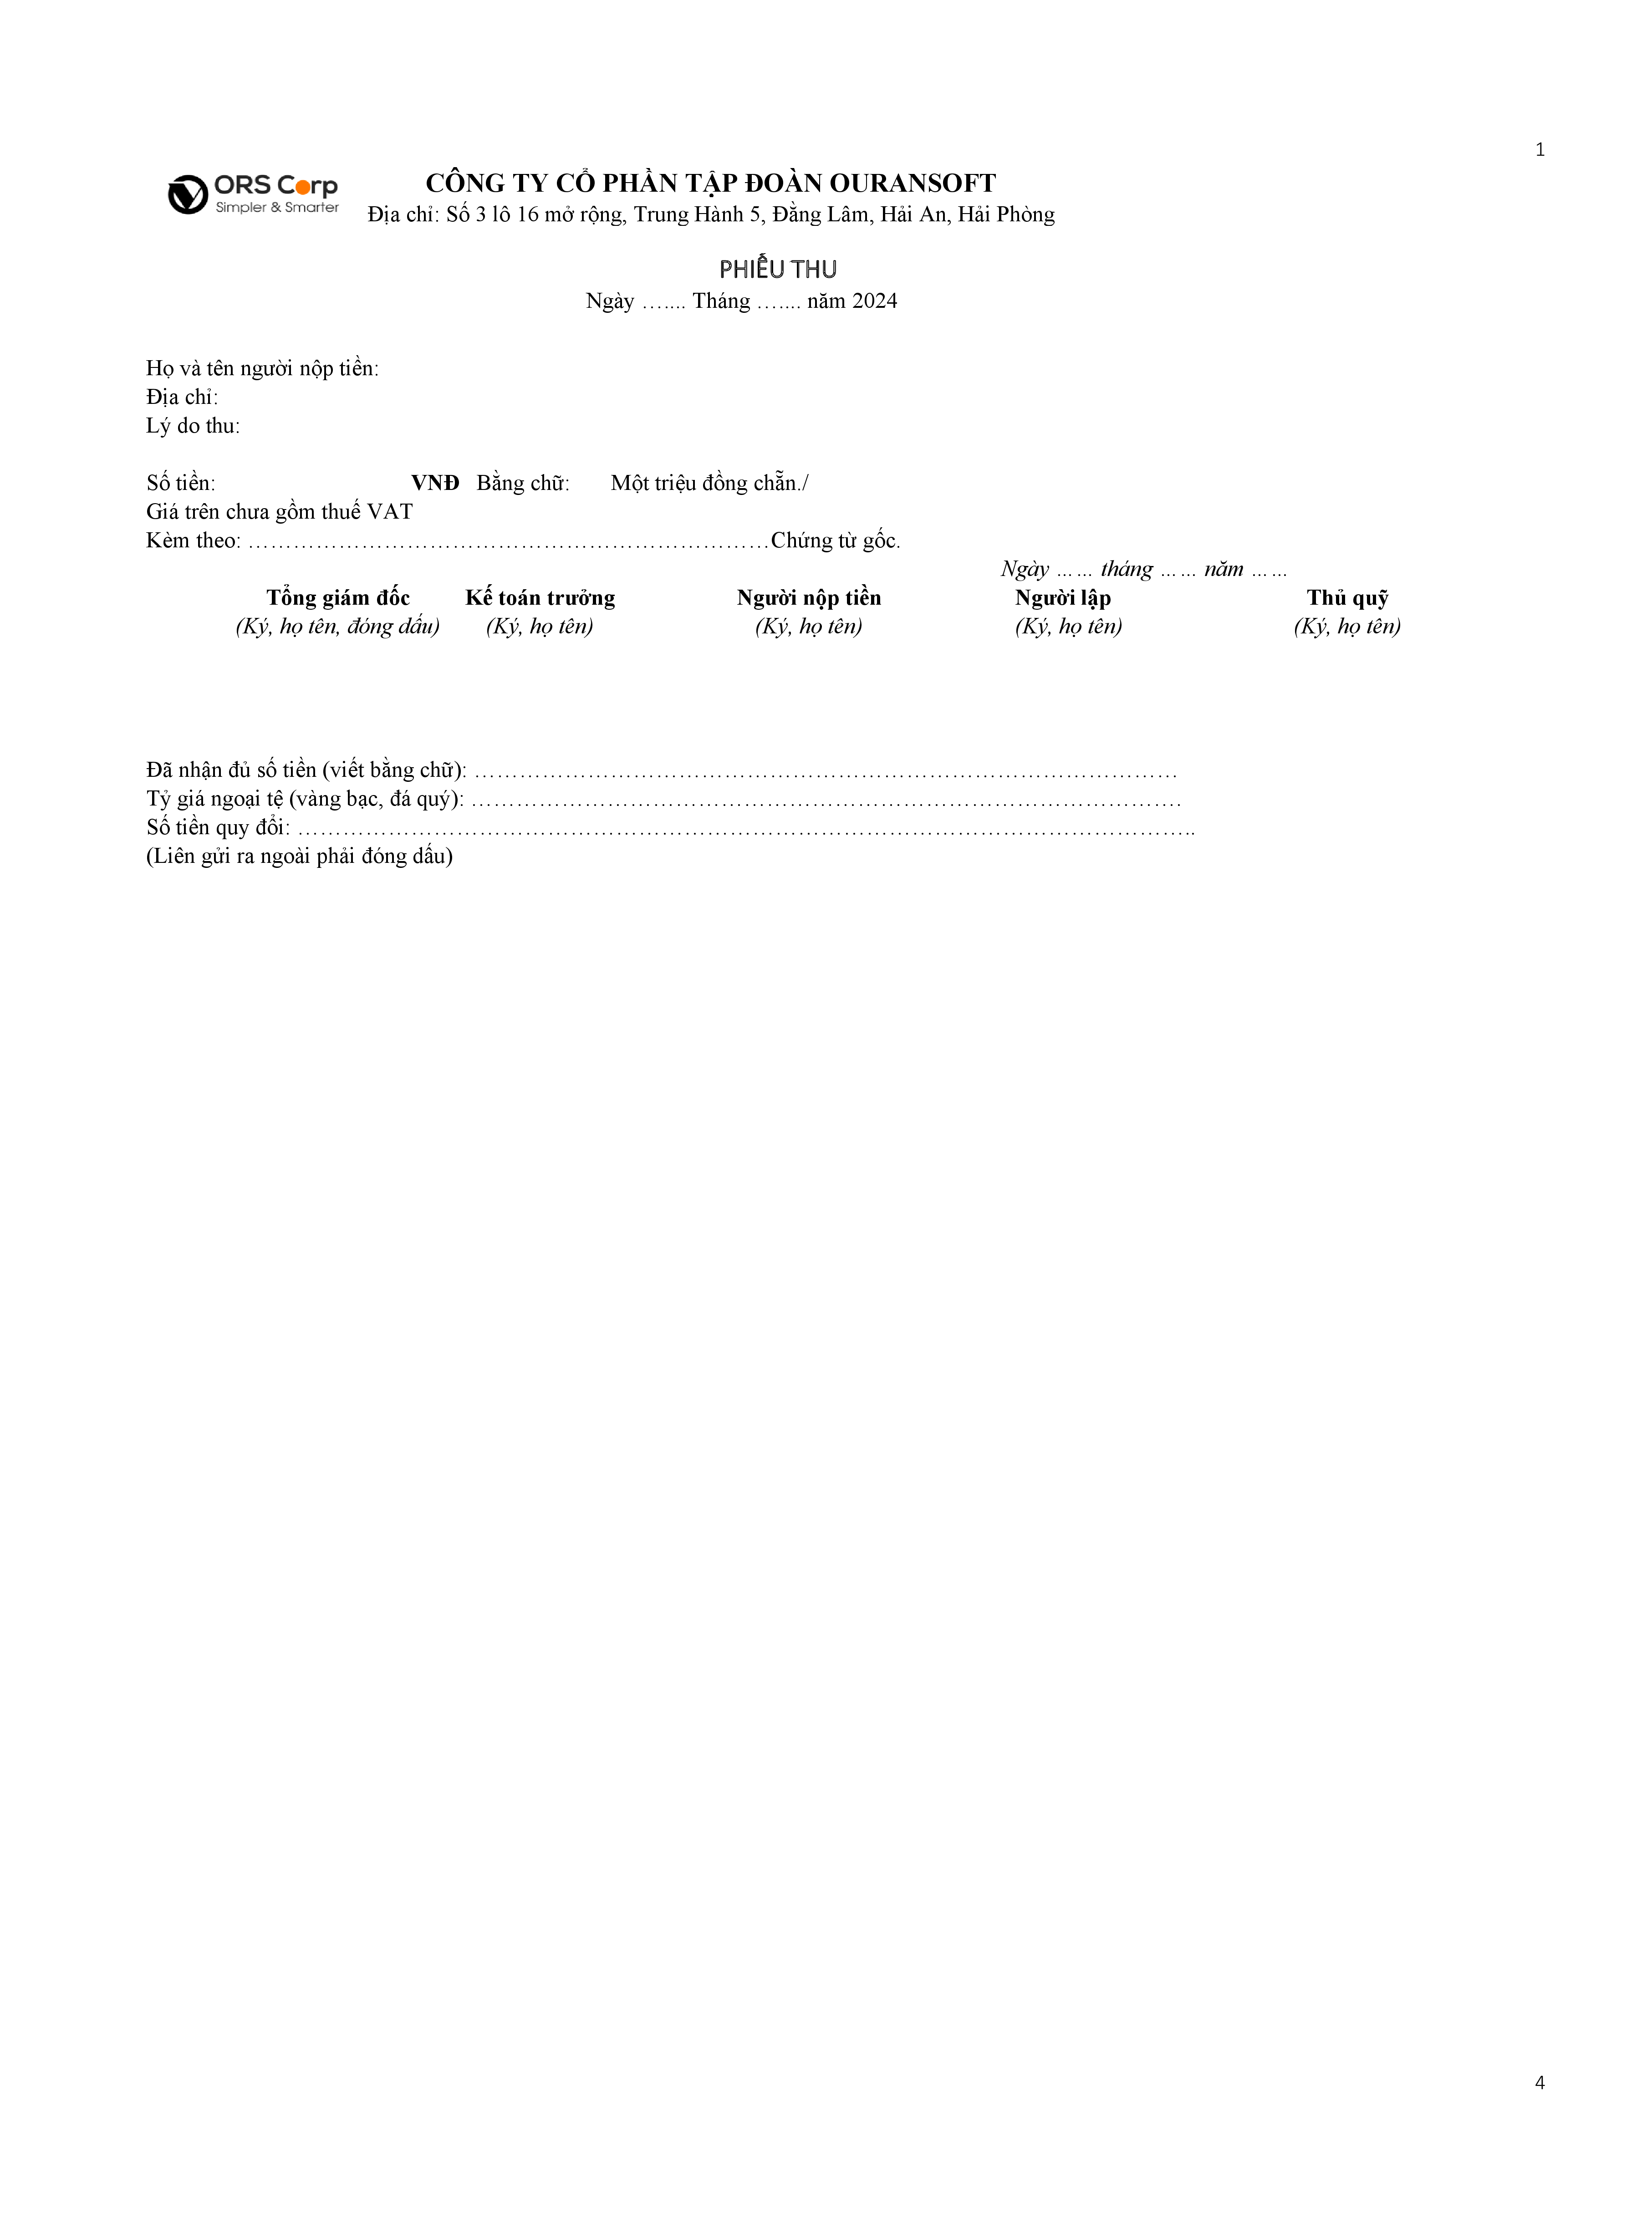 1
ORS Corp
Simpler & Smarter
CÔNG TY CỔ PHẦN TẬP ĐOÀN OURANSOFT
Địa chỉ: Số 3 lô 16 mở rộng, Trung Hành 5, Đằng Lâm, Hải An, Hải Phòng
PHIẾU THU
Ngày ….... Tháng ….... năm 2024
Họ và tên người nộp tiền:
Địa chỉ:
Lý do thu:
Số tiền: VNĐ Bằng chữ: Một triệu đồng chẵn./
Giá trên chưa gồm thuế VAT
Kèm theo: ……………………………………………………………Chứng từ gốc.
Ngày …… tháng …… năm ……
Tổng giám đốc Kế toán trưởng Người nộp tiền Người lập Thủ quỹ
(Ký, họ tên, đóng dấu) (Ký, họ tên) (Ký, họ tên) (Ký, họ tên) (Ký, họ tên)
Đã nhận đủ số tiền (viết bằng chữ): …………………………………………………………………………………
Tỷ giá ngoại tệ (vàng bạc, đá quý): ………………………………………………………………………………….
Số tiền quy đổi: ………………………………………………………………………………………………………..
(Liên gửi ra ngoài phải đóng dấu)
4